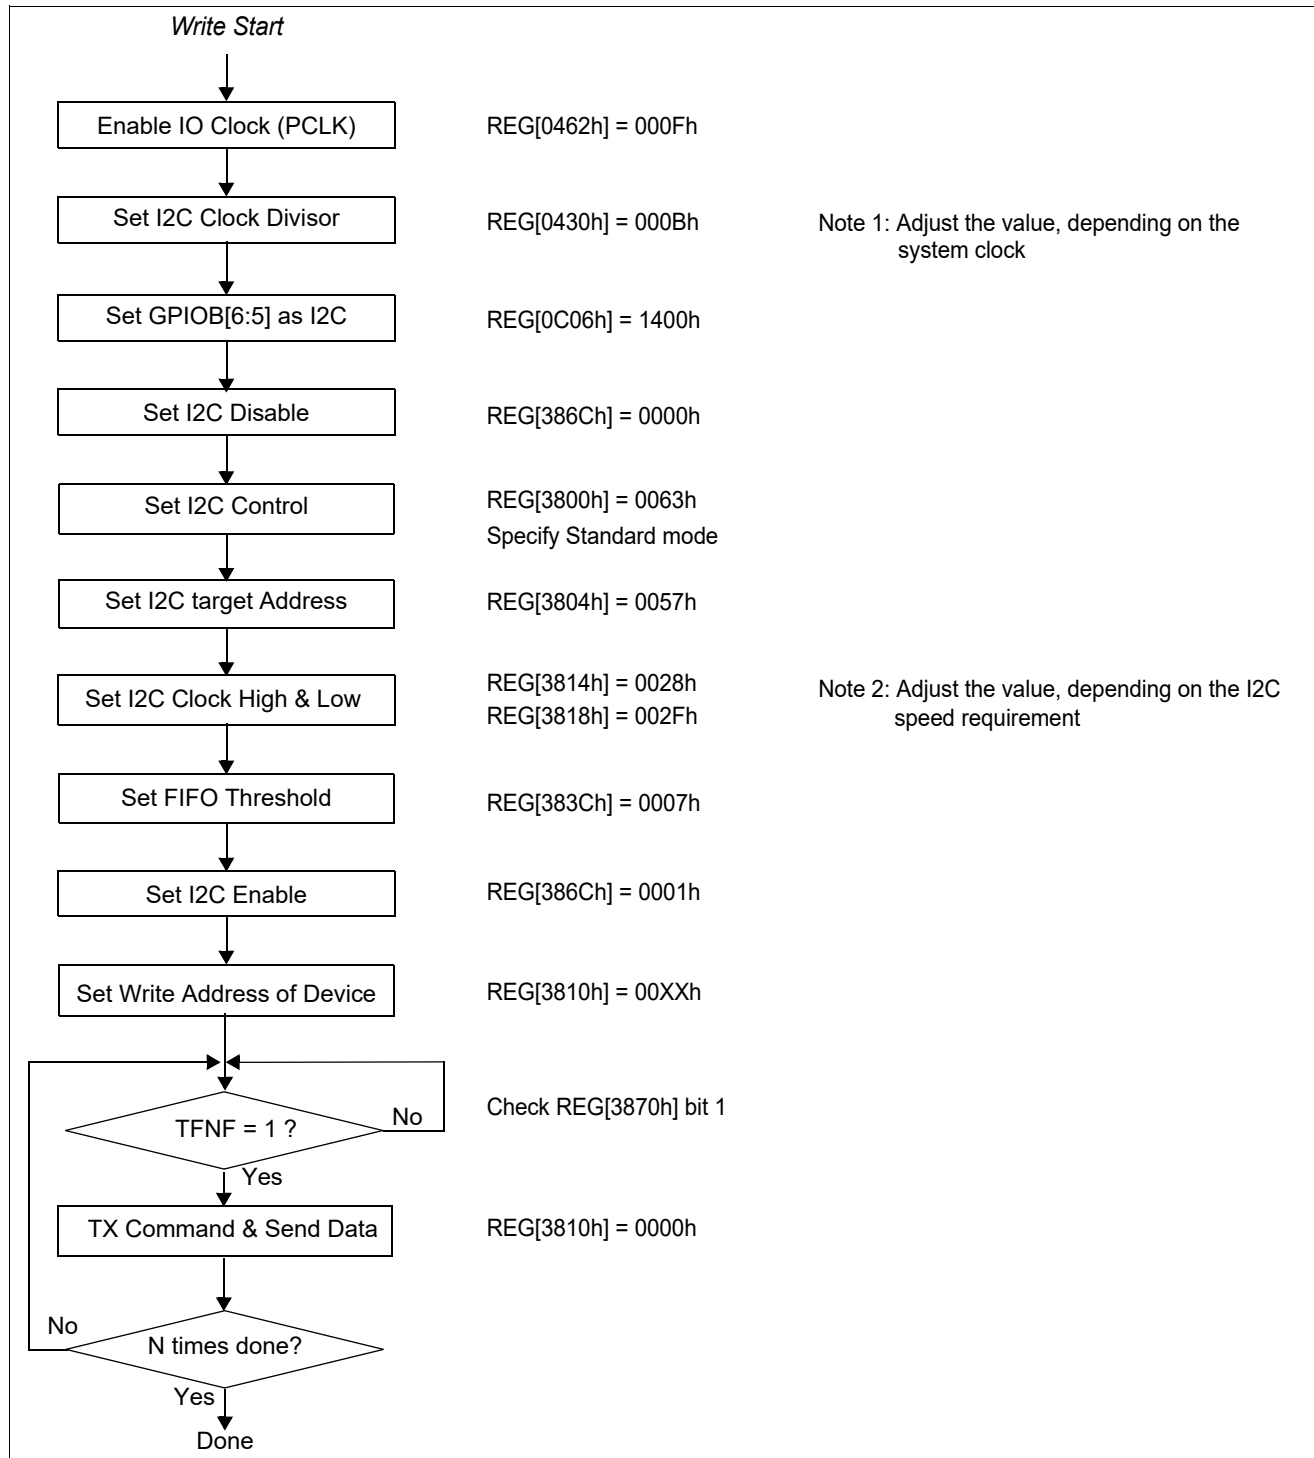 Write Start
Enable IO Clock (PCLK)
REG[0462h] = 000Fh
Set I2C Clock Divisor
REG[0430h] = 000Bh
Note 1: Adjust the value, depending on the
system clock
Set GPIOB[6:5] as I2C
REG[0C06h] = 1400h
Set I2C Disable
REG[386Ch] = 0000h
Set I2C Control
REG[3800h] = 0063h
Specify Standard mode
Set I2C target Address
REG[3804h] = 0057h
Set I2C Clock High & Low
REG[3814h] = 0028h
REG[3818h] = 002Fh
Note 2: Adjust the value, depending on the I2C
speed requirement
Set FIFO Threshold
REG[383Ch] = 0007h
Set I2C Enable
REG[386Ch] = 0001h
Set Write Address of Device
REG[3810h] = 00XXh
TFNF = 1 ?
No
Check REG[3870h] bit 1
Yes
TX Command & Send Data
REG[3810h] = 0000h
No
N times done?
Yes
Done